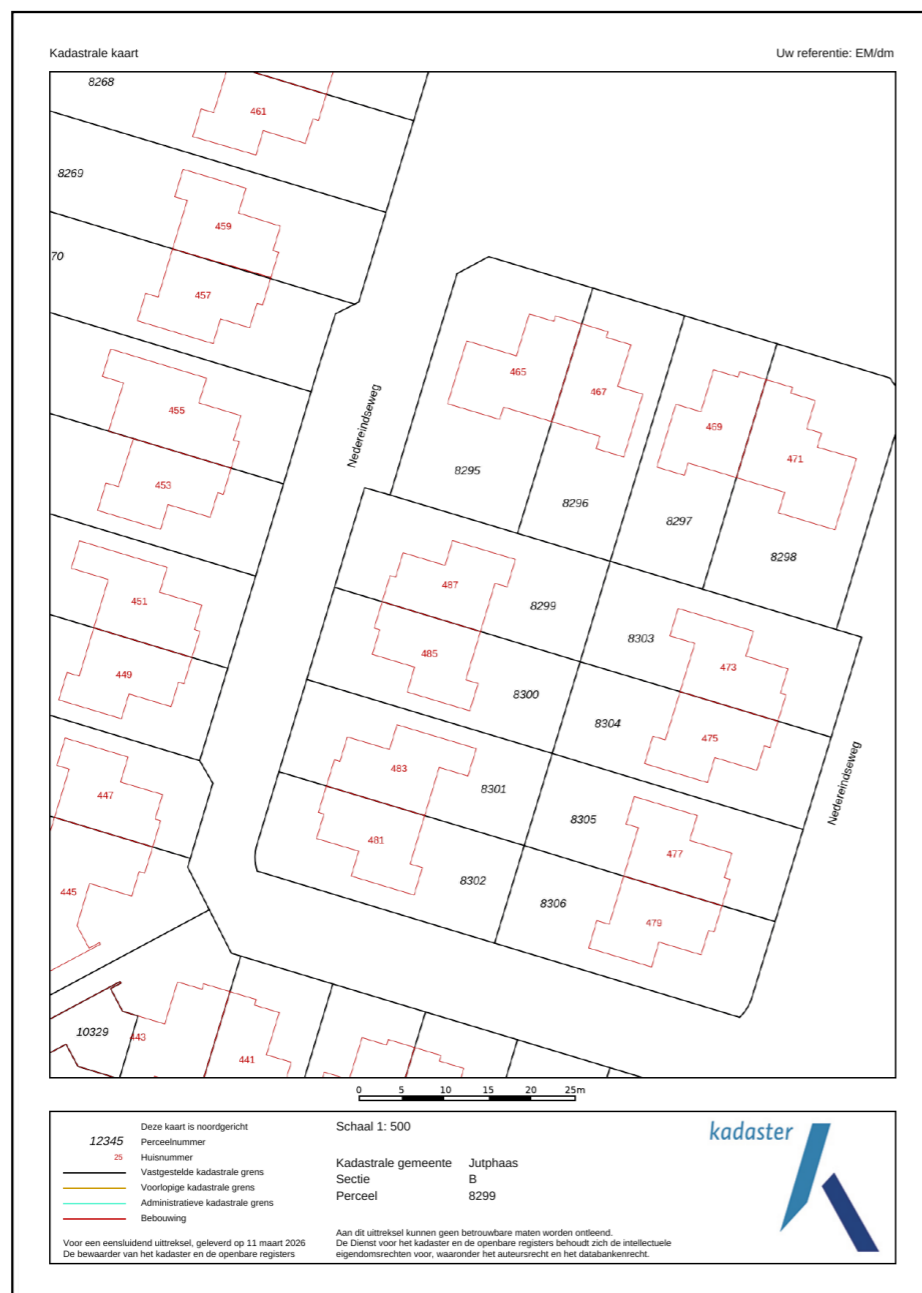 Kadastrale kaart
Uw referentie: EM/dm
8268
461
8269
459
70
457
465
467
455
Nedereindseweg
469
471
8295
453
8296
8297
8298
487
451
8299
8303
485
473
449
8300
8304
475
483
447
8301
8305
Nedereindseweg
481
477
445
8302
8306
479
10329
443
441
0 5 10 15 20 25m
Deze kaart is noordgericht
12345 Perceelnummer
25 Huisnummer
Vastgestelde kadastrale grens
Voorlopige kadastrale grens
Administratieve kadastrale grens
Bebouwing
Voor een eensluidend uittreksel, geleverd op 11 maart 2026
De bewaarder van het kadaster en de openbare registers
Schaal 1: 500
Kadastrale gemeente Jutphaas
Sectie B
Perceel 8299
Aan dit uittreksel kunnen geen betrouwbare maten worden ontleend.
De Dienst voor het kadaster en de openbare registers behoudt zich de intellectuele
eigendomsrechten voor, waaronder het auteursrecht en het databankenrecht.
kadaster